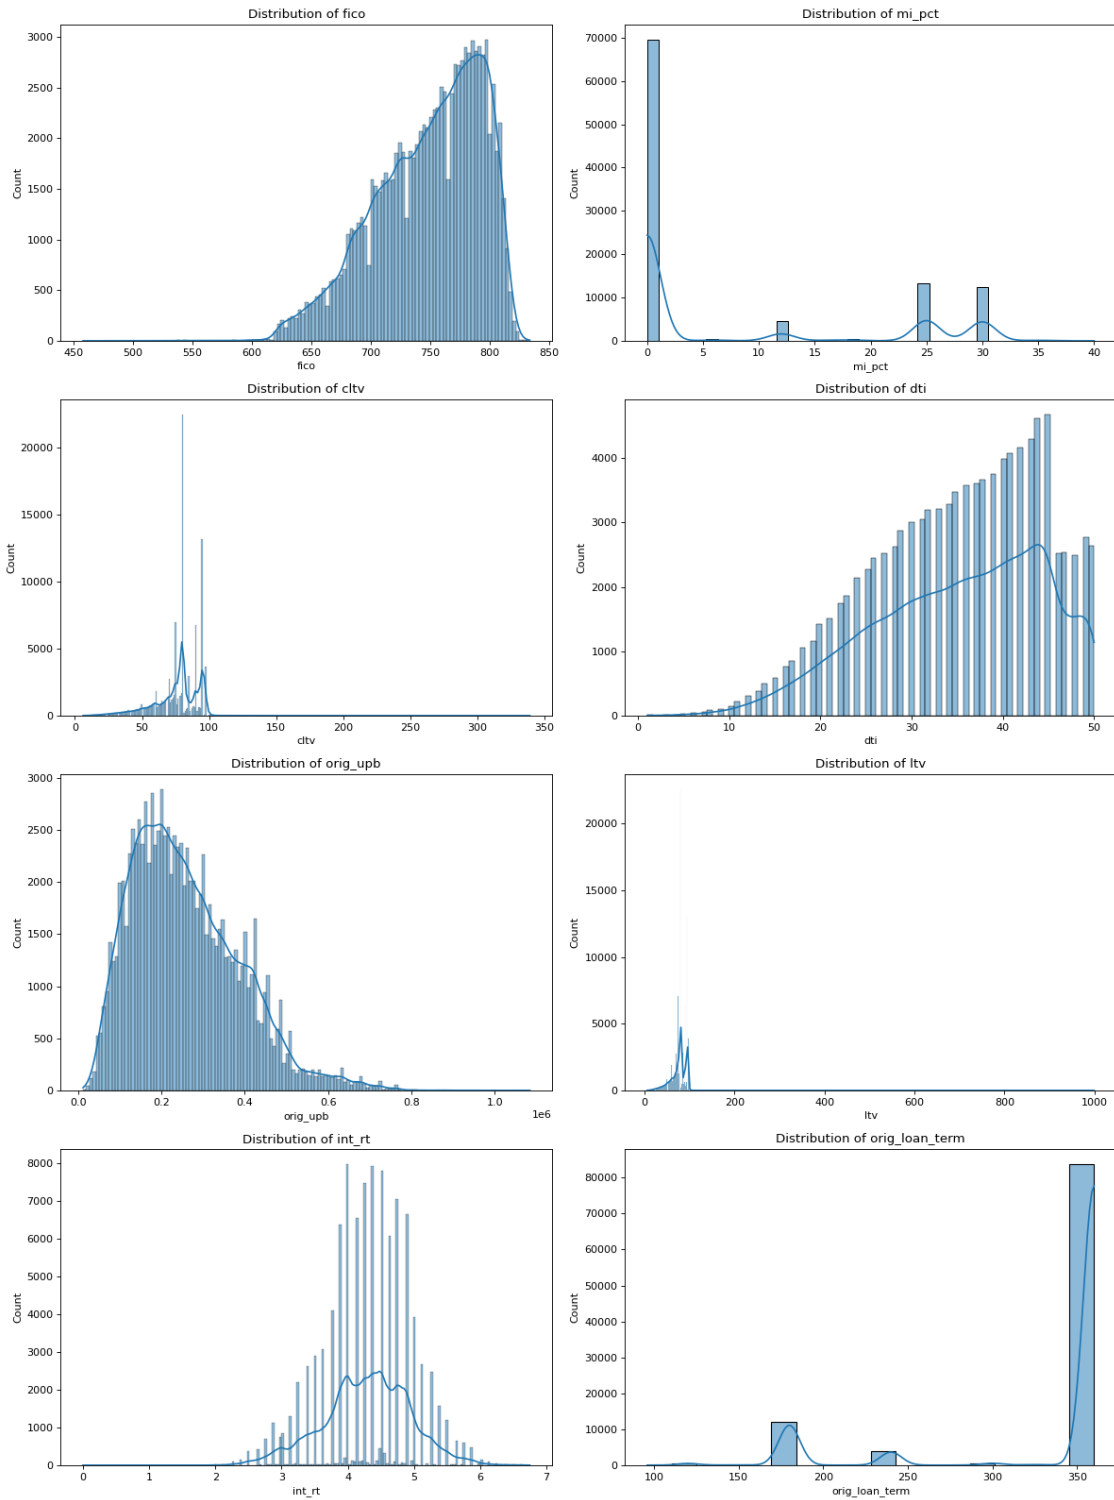 Distribution of fico
3000
2500
2000
1500
1000
500
0
Count
450 500 550 600 650 700 750 800 850
fico
Distribution of mi_pct
70000
60000
50000
40000
30000
20000
10000
0
Count
0 5 10 15 20 25 30 35 40
mi_pct
Distribution of cltv
20000
15000
10000
5000
0
Count
0 50 100 150 200 250 300 350
cltv
Distribution of dti
4000
3000
2000
1000
0
Count
0 10 20 30 40 50
dti
Distribution of orig_upb
3000
2500
2000
1500
1000
500
0
Count
0.0 0.2 0.4 0.6 0.8 1.0
1e6
orig_upb
Distribution of ltv
20000
15000
10000
5000
0
Count
0 200 400 600 800 1000
ltv
Distribution of int_rt
8000
7000
6000
5000
4000
3000
2000
1000
0
Count
0 1 2 3 4 5 6 7
int_rt
Distribution of orig_loan_term
80000
70000
60000
50000
40000
30000
20000
10000
0
Count
100 150 200 250 300 350
orig_loan_term